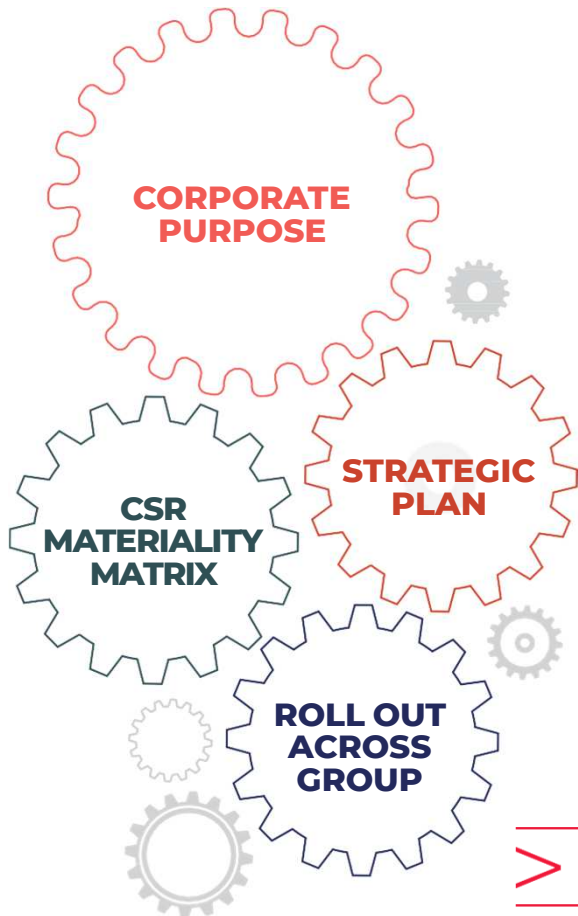 CORPORATE
PURPOSE
STRATEGIC
PLAN
CSR
MATERIALITY
MATRIX
ROLL OUT
ACROSS
GROUP